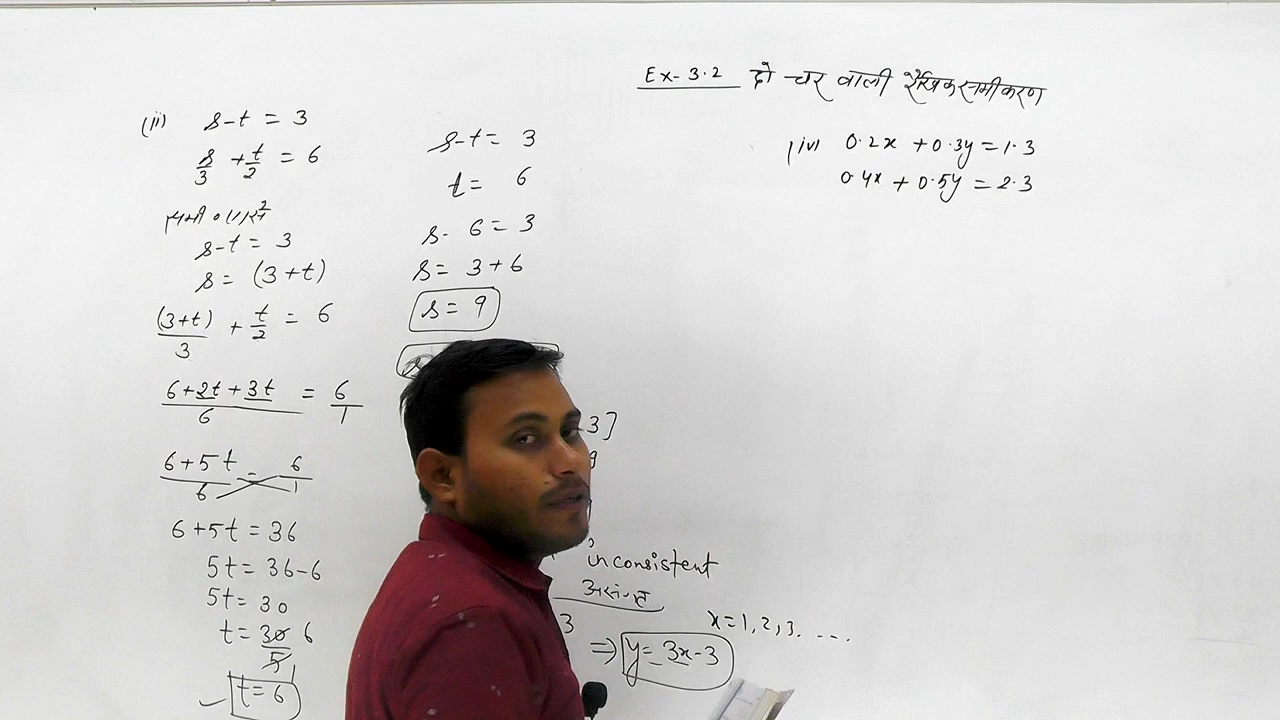 Ex-3.2 दो चर वाली रैखिक समीकरण
(ii) s-t = 3
s/3 + t/2 = 6
s-t = 3
s = (3+t)
(3+t)/3 + t/2 = 6
6+2t+3t/6 = 6/1
6+5t/6 = 6/1
6+5t = 36
5t = 36-6
5t = 30
t = 30/5 6
t = 6
s-t = 3
t = 6
s- 6 = 3
s = 3+6
s = 9
3]
9
inconsistent
असंगत
3
⇒ y = 3x-3
x = 1, 2, 3. ....
(iv) 0.2x + 0.3y = 1.3
0.4x + 0.5y = 2.3